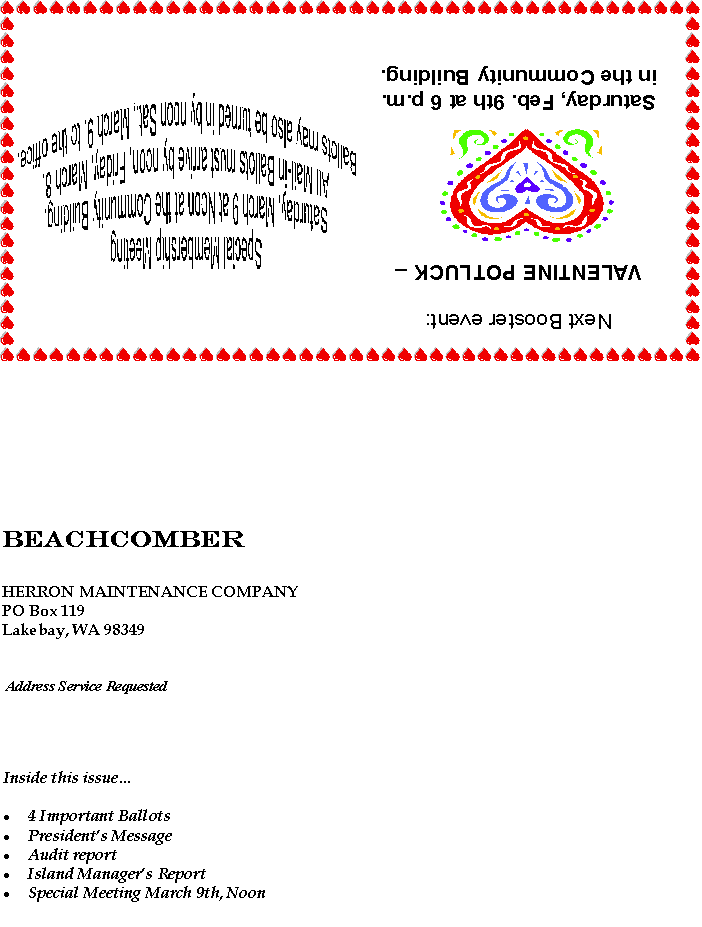 Next Booster event:
VALENTINE POTLUCK –
Saturday, Feb. 9th at 6 p.m.
in the Community Building.
Special Membership Meeting
Saturday, March 9 at Noon at the Community Building.
All Mial-in Ballots must arrive by noon, Friday, March 8.
Ballots may also be turned in by noon Sat., March, 9, to the office.
BEACHCOMBER
HERRON MAINTENANCE COMPANY
PO Box 119
Lakebay, WA 98349
Address Service Requested
Inside this issue…
● 4 Important Ballots
● President's Message
● Audit report
● Island Manager's Report
● Special Meeting March 9th, Noon